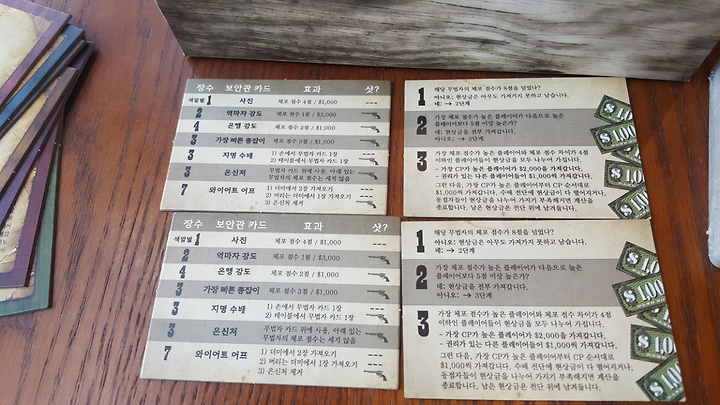 장수 보안관 카드 효과 샷?
색깔별 1 사진 체포 점수 4점 / $1,000 ---
2 역마차 강도 체포 점수 1점 / $3,000
4 은행 강도 체포 점수 2점 / $1,000
3 가장 빠른 총잡이 체포 점수 3점 / $1,000
3 지명 수배 1) 손에서 무법자 카드 1장 ---
2) 테이블에서 무법자 카드 1장
3 은신처 무법자 카드 위에 사용, 아래 있는
무법자의 체포 점수는 세지 않음
7 와이어트 어프 1) 더미에서 2장 가져오기 ---
2) 버리는 더미에서 1장 가져오기 ---
3) 은신처 제거
1 해당 무법자의 체포 점수가 8점을 넘었나?
아니오: 현상금은 아무도 가져가지 못하고 남습니다.
네: → 2단계
2 가장 체포 점수가 높은 플레이어가 다음으로 높은
플레이어보다 5점 이상 높은가?
네: 현상금을 전부 가져갑니다.
아니오: → 3단계
3 가장 체포 점수가 높은 플레이어와 체포 점수 차이가 4점
이하인 플레이어들이 현상금을 모두 나누어 가집니다.
- 가장 CP가 높은 플레이어가 $2,000을 가져갑니다.
- 권리가 있는 다른 플레이어들이 $1,000씩 가져갑니다.
그런 다음, 가장 CP가 높은 플레이어부터 CP 순서대로
$1,000씩 가져갑니다. 수배 전단에 현상금이 다 떨어지거나,
동점자들이 현상금을 나누어 가지기 부족해지면 계산을
종료합니다. 남은 현상금은 전단 위에 남겨둡니다.
$1,000
장수 보안관 카드 효과 샷?
색깔별 1 사진 체포 점수 4점 / $1,000 ---
2 역마차 강도 체포 점수 1점 / $3,000
4 은행 강도 체포 점수 2점 / $1,000
3 가장 빠른 총잡이 체포 점수 3점 / $1,000
3 지명 수배 1) 손에서 무법자 카드 1장 ---
2) 테이블에서 무법자 카드 1장
3 은신처 무법자 카드 위에 사용, 아래 있는
무법자의 체포 점수는 세지 않음
7 와이어트 어프 1) 더미에서 2장 가져오기 ---
2) 버리는 더미에서 1장 가져오기 ---
3) 은신처 제거
1 해당 무법자의 체포 점수가 8점을 넘었나?
아니오: 현상금은 아무도 가져가지 못하고 남습니다.
네: → 2단계
2 가장 체포 점수가 높은 플레이어가 다음으로 높은
플레이어보다 5점 이상 높은가?
네: 현상금을 전부 가져갑니다.
아니오: → 3단계
3 가장 체포 점수가 높은 플레이어와 체포 점수 차이가 4점
이하인 플레이어들이 현상금을 모두 나누어 가집니다.
- 가장 CP가 높은 플레이어가 $2,000을 가져갑니다.
- 권리가 있는 다른 플레이어들이 $1,000씩 가져갑니다.
그런 다음, 가장 CP가 높은 플레이어부터 CP 순서대로
$1,000씩 가져갑니다. 수배 전단에 현상금이 다 떨어지거나,
동점자들이 현상금을 나누어 가지기 부족해지면 계산을
종료합니다. 남은 현상금은 전단 위에 남겨둡니다.
$1,000